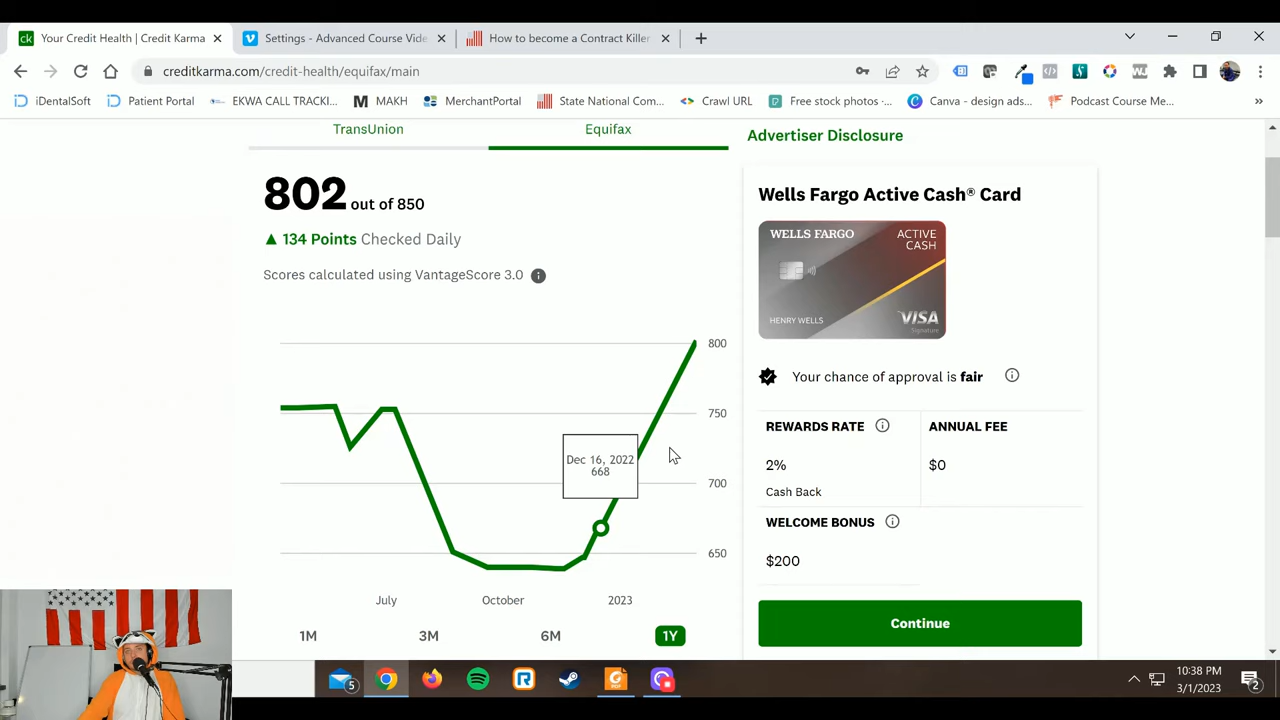 Your Credit Health | Credit Karma
Settings - Advanced Course Vide
How to become a Contract Killer
creditkarma.com/credit-health/equifax/main
iDentalSoft
Patient Portal
EKWA CALL TRACKI...
MAKH
MerchantPortal
State National Com...
Crawl URL
Free stock photos -...
Canva - design ads...
Podcast Course Me...
TransUnion
Equifax
802 out of 850
134 Points Checked Daily
Scores calculated using VantageScore 3.0
800
750
700
650
Dec 16, 2022
668
July
October
2023
1M
3M
6M
1Y
Advertiser Disclosure
Wells Fargo Active Cash® Card
WELLS FARGO
ACTIVE
CASH
HENRY WELLS
VISA
Signature
Your chance of approval is fair
REWARDS RATE
2%
Cash Back
ANNUAL FEE
$0
WELCOME BONUS
$200
Continue
5
10:38 PM
3/1/2023
2